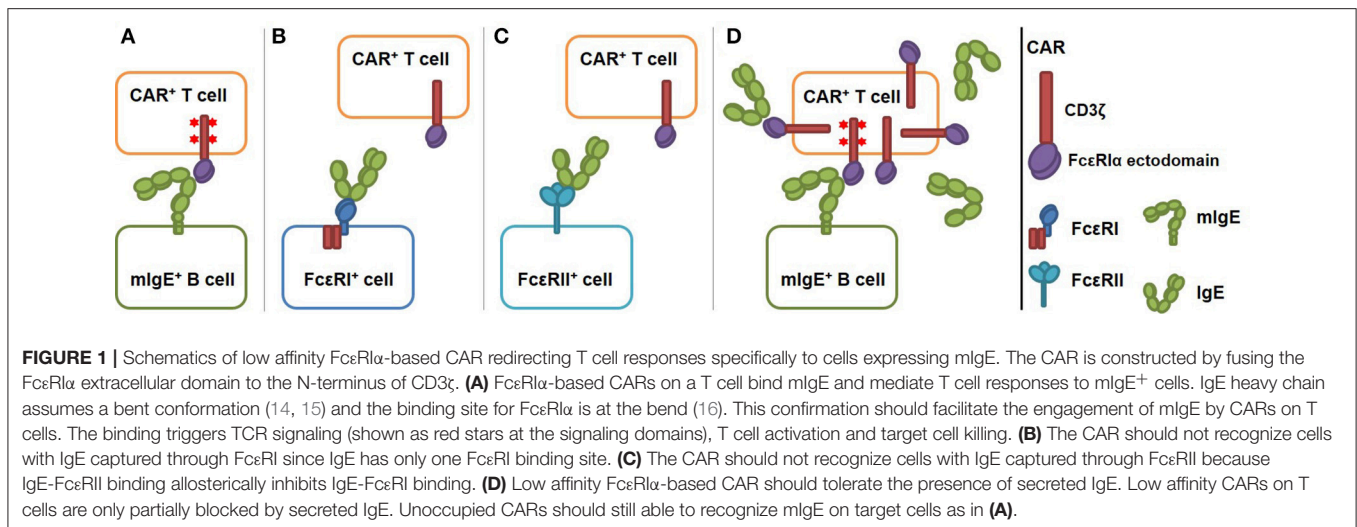 A
B
C
D
CAR⁺ T cell
mIgE⁺ B cell
CAR⁺ T cell
FcεRI⁺ cell
CAR⁺ T cell
FcεRII⁺ cell
CAR⁺ T cell
mIgE⁺ B cell
CAR
CD3ζ
FcεRIα ectodomain
FcεRI
mIgE
FcεRII
IgE
FIGURE 1 | Schematics of low affinity FcεRIα-based CAR redirecting T cell responses specifically to cells expressing mIgE. The CAR is constructed by fusing the
FcεRIα extracellular domain to the N-terminus of CD3ζ. (A) FcεRIα-based CARs on a T cell bind mIgE and mediate T cell responses to mIgE⁺ cells. IgE heavy chain
assumes a bent conformation (14, 15) and the binding site for FcεRIα is at the bend (16). This confirmation should facilitate the engagement of mIgE by CARs on T
cells. The binding triggers TCR signaling (shown as red stars at the signaling domains), T cell activation and target cell killing. (B) The CAR should not recognize cells
with IgE captured through FcεRI since IgE has only one FcεRI binding site. (C) The CAR should not recognize cells with IgE captured through FcεRII because
IgE-FcεRII binding allosterically inhibits IgE-FcεRI binding. (D) Low affinity FcεRIα-based CAR should tolerate the presence of secreted IgE. Low affinity CARs on T
cells are only partially blocked by secreted IgE. Unoccupied CARs should still able to recognize mIgE on target cells as in (A).